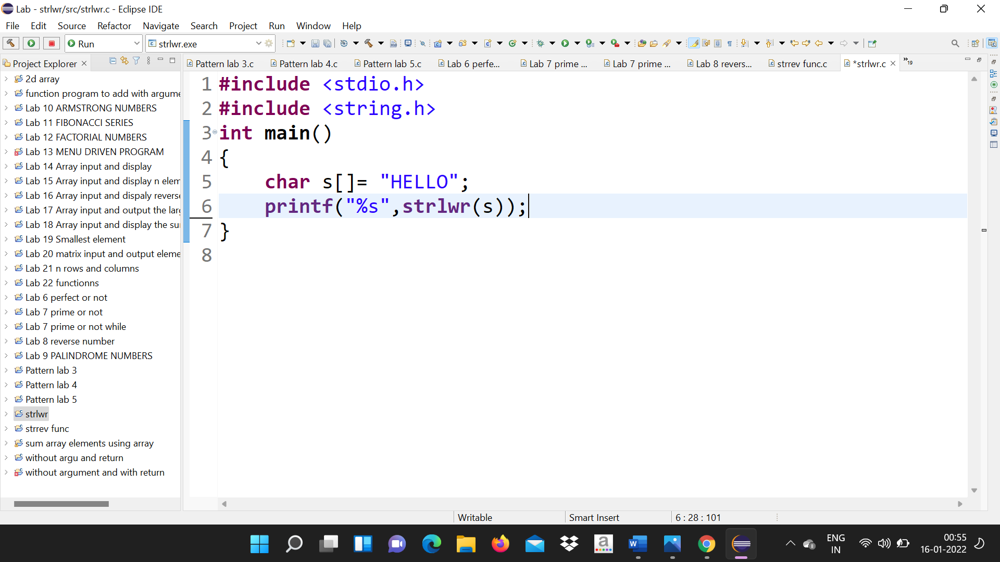 Lab - strlwr/src/strlwr.c - Eclipse IDE
File Edit Source Refactor Navigate Search Project Run Window Help
Run strlwr.exe
Project Explorer
Pattern lab 3.c Pattern lab 4.c Pattern lab 5.c Lab 6 perfe... Lab 7 prime ... Lab 7 prime ... Lab 8 revers... strrev func.c *strlwr.c »19
2d array
function program to add with argume
Lab 10 ARMSTRONG NUMBERS
Lab 11 FIBONACCI SERIES
Lab 12 FACTORIAL NUMBERS
Lab 13 MENU DRIVEN PROGRAM
Lab 14 Array input and display
Lab 15 Array input and display n elem
Lab 16 Array input and dispaly reverse
Lab 17 Array input and output the lar
Lab 18 Array input and display the su
Lab 19 Smallest element
Lab 20 matrix input and output eleme
Lab 21 n rows and columns
Lab 22 functionns
Lab 6 perfect or not
Lab 7 prime or not
Lab 7 prime or not while
Lab 8 reverse number
Lab 9 PALINDROME NUMBERS
Pattern lab 3
Pattern lab 4
Pattern lab 5
strlwr
strrev func
sum array elements using array
without argu and return
without argument and with return
1 #include <stdio.h>
2 #include <string.h>
3 int main()
4 {
5     char s[]= "HELLO";
6     printf("%s",strlwr(s));
7 }
8
Writable Smart Insert 6 : 28 : 101
ENG
IN
00:55
16-01-2022